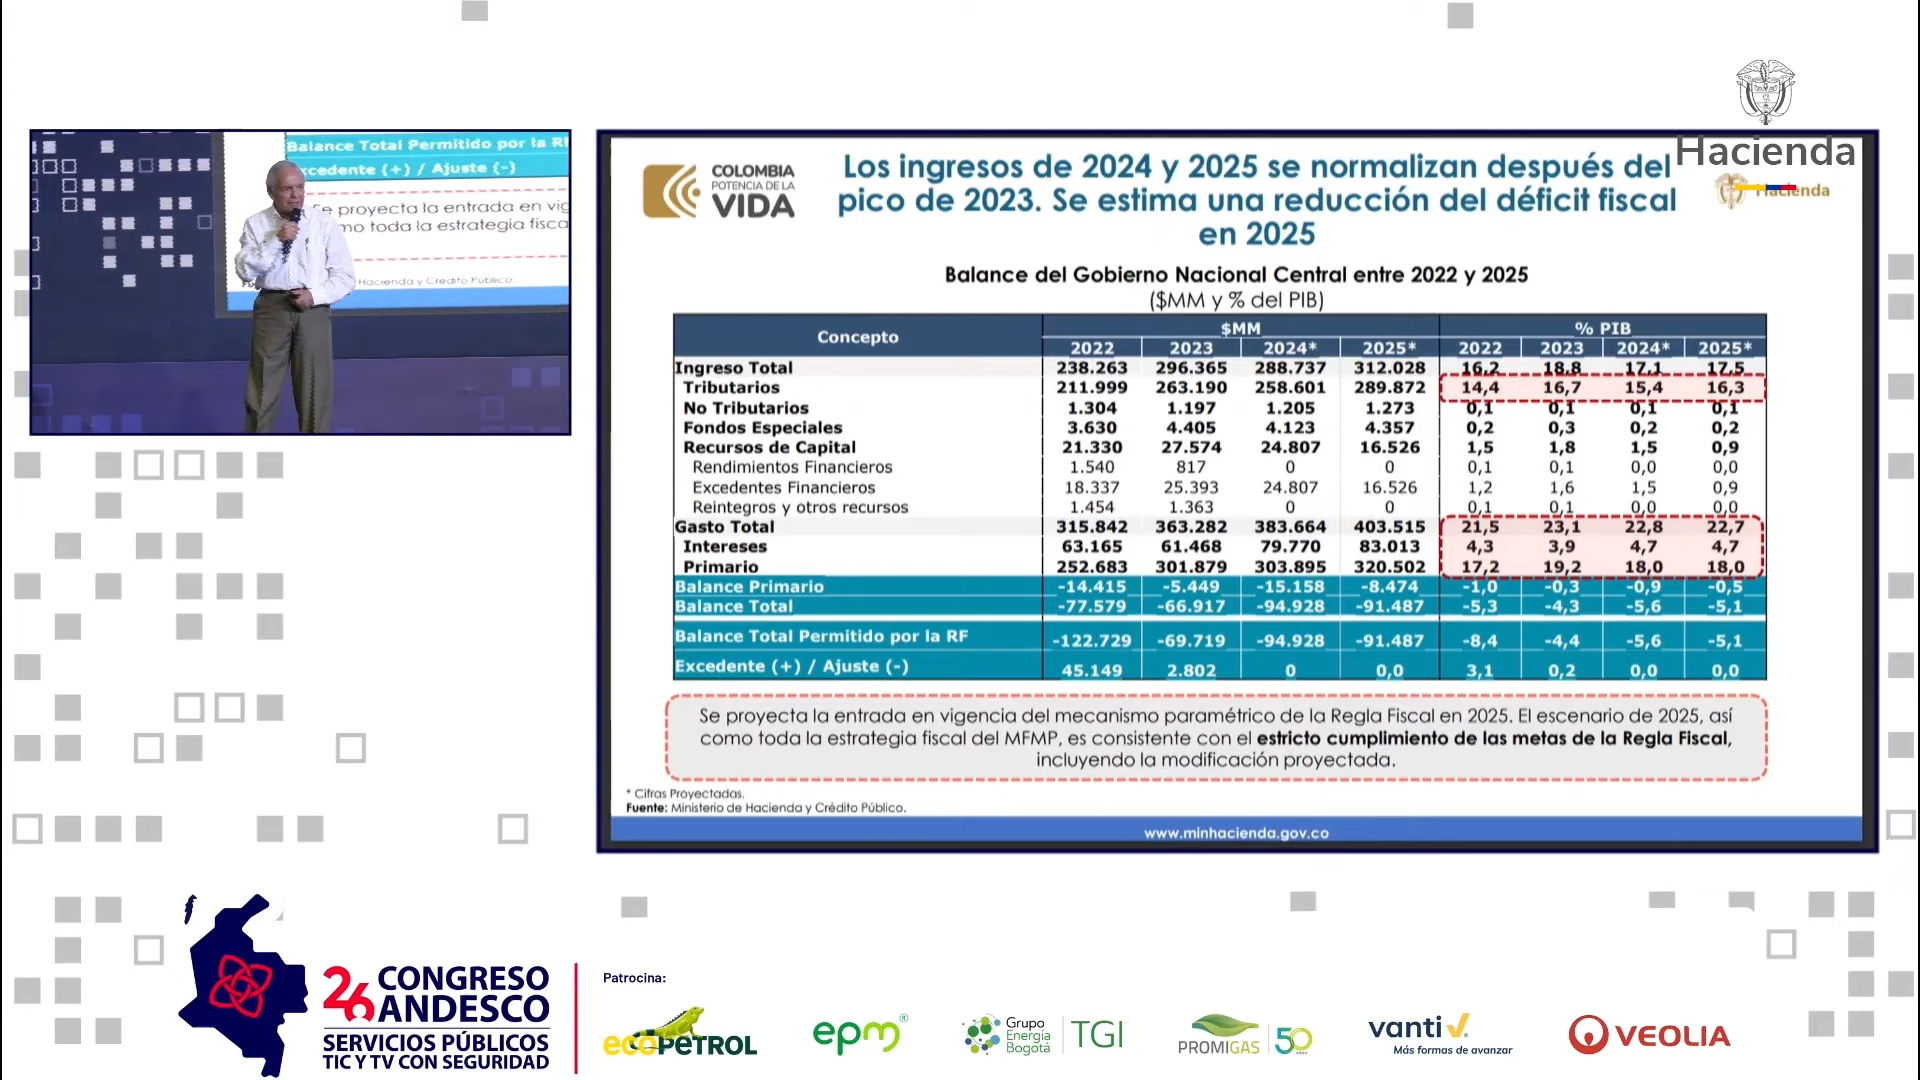 Hacienda
Balance Total Permitido por la R
xcedente (+) / Ajuste (-)
e proyecta la entrada en vig
mo toda la estrategia fisca
Hacienda y Crédito Público.
COLOMBIA
POTENCIA DE LA
VIDA
Los ingresos de 2024 y 2025 se normalizan después del
pico de 2023. Se estima una reducción del déficit fiscal
en 2025
Hacienda
Balance del Gobierno Nacional Central entre 2022 y 2025
($MM y % del PIB)
Concepto $MM % PIB
2022 2023 2024* 2025* 2022 2023 2024* 2025*
Ingreso Total 238.263 296.365 288.737 312.028 16,2 18,8 17,1 17,5
Tributarios 211.999 263.190 258.601 289.872 14,4 16,7 15,4 16,3
No Tributarios 1.304 1.197 1.205 1.273 0,1 0,1 0,1 0,1
Fondos Especiales 3.630 4.405 4.123 4.357 0,2 0,3 0,2 0,2
Recursos de Capital 21.330 27.574 24.807 16.526 1,5 1,8 1,5 0,9
Rendimientos Financieros 1.540 817 0 0 0,1 0,1 0,0 0,0
Excedentes Financieros 18.337 25.393 24.807 16.526 1,2 1,6 1,5 0,9
Reintegros y otros recursos 1.454 1.363 0 0 0,1 0,1 0,0 0,0
Gasto Total 315.842 363.282 383.664 403.515 21,5 23,1 22,8 22,7
Intereses 63.165 61.468 79.770 83.013 4,3 3,9 4,7 4,7
Primario 252.683 301.879 303.895 320.502 17,2 19,2 18,0 18,0
Balance Primario -14.415 -5.449 -15.158 -8.474 -1,0 -0,3 -0,9 -0,5
Balance Total -77.579 -66.917 -94.928 -91.487 -5,3 -4,3 -5,6 -5,1
Balance Total Permitido por la RF -122.729 -69.719 -94.928 -91.487 -8,4 -4,4 -5,6 -5,1
Excedente (+) / Ajuste (-) 45.149 2.802 0 0,0 3,1 0,2 0,0 0,0
Se proyecta la entrada en vigencia del mecanismo paramétrico de la Regla Fiscal en 2025. El escenario de 2025, así
como toda la estrategia fiscal del MFMP, es consistente con el estricto cumplimiento de las metas de la Regla Fiscal,
incluyendo la modificación proyectada.
* Cifras Proyectadas.
Fuente: Ministerio de Hacienda y Crédito Público.
www.minhacienda.gov.co
26 CONGRESO
ANDESCO
SERVICIOS PÚBLICOS
TIC Y TV CON SEGURIDAD
Patrocina:
ecoPETROL
epm®
Grupo
Energía
Bogotá
TGI
PROMIGAS 50
vanti
Más formas de avanzar
VEOLIA